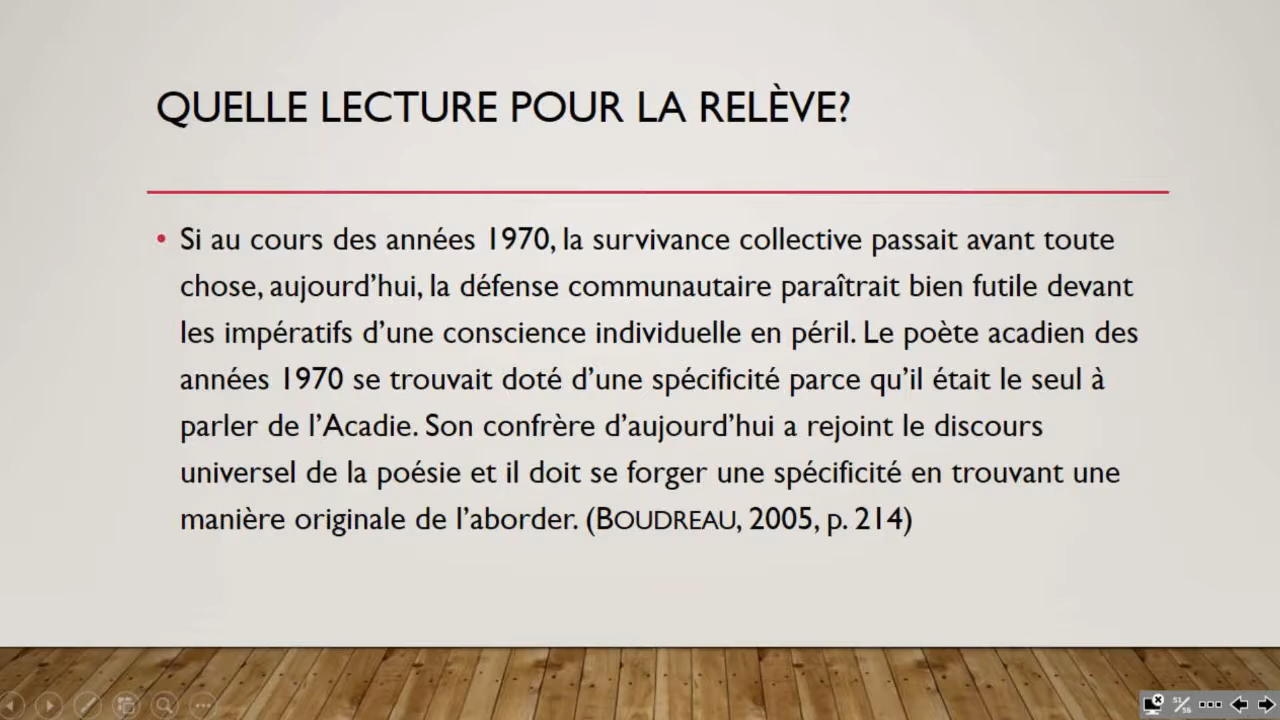 QUELLE LECTURE POUR LA RELÈVE?
• Si au cours des années 1970, la survivance collective passait avant toute
chose, aujourd’hui, la défense communautaire paraîtrait bien futile devant
les impératifs d’une conscience individuelle en péril. Le poète acadien des
années 1970 se trouvait doté d’une spécificité parce qu’il était le seul à
parler de l’Acadie. Son confrère d’aujourd’hui a rejoint le discours
universel de la poésie et il doit se forger une spécificité en trouvant une
manière originale de l’aborder. (BOUDREAU, 2005, p. 214)
51/56